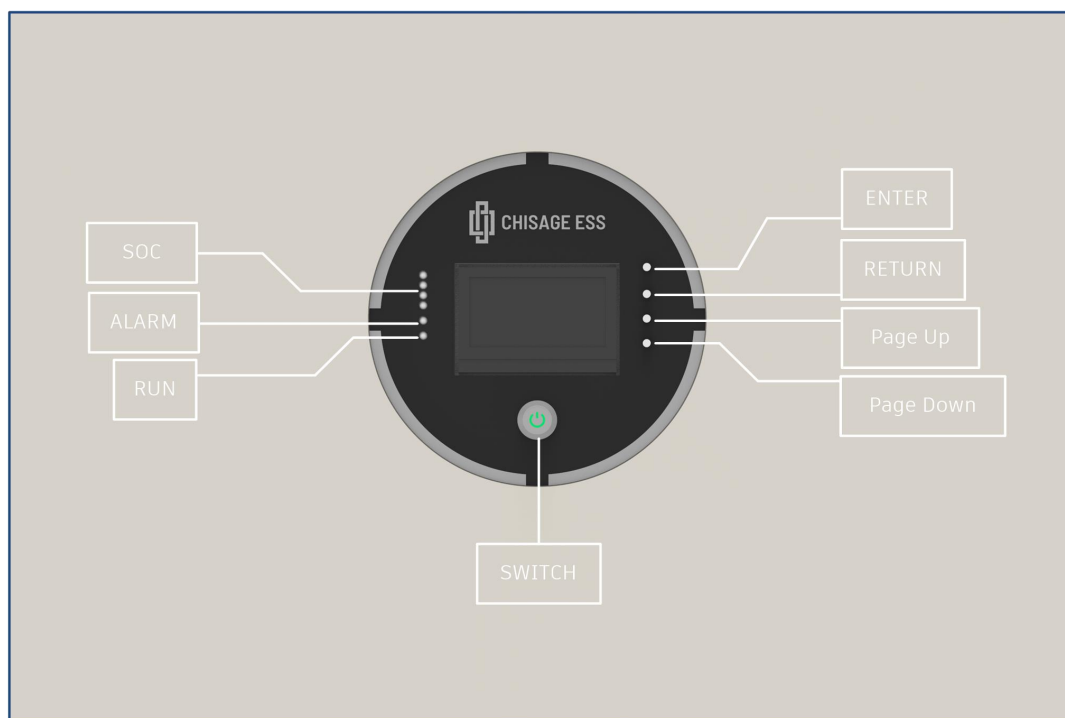 CHISAGE ESS
SOC
ALARM
RUN
ENTER
RETURN
Page Up
Page Down
SWITCH